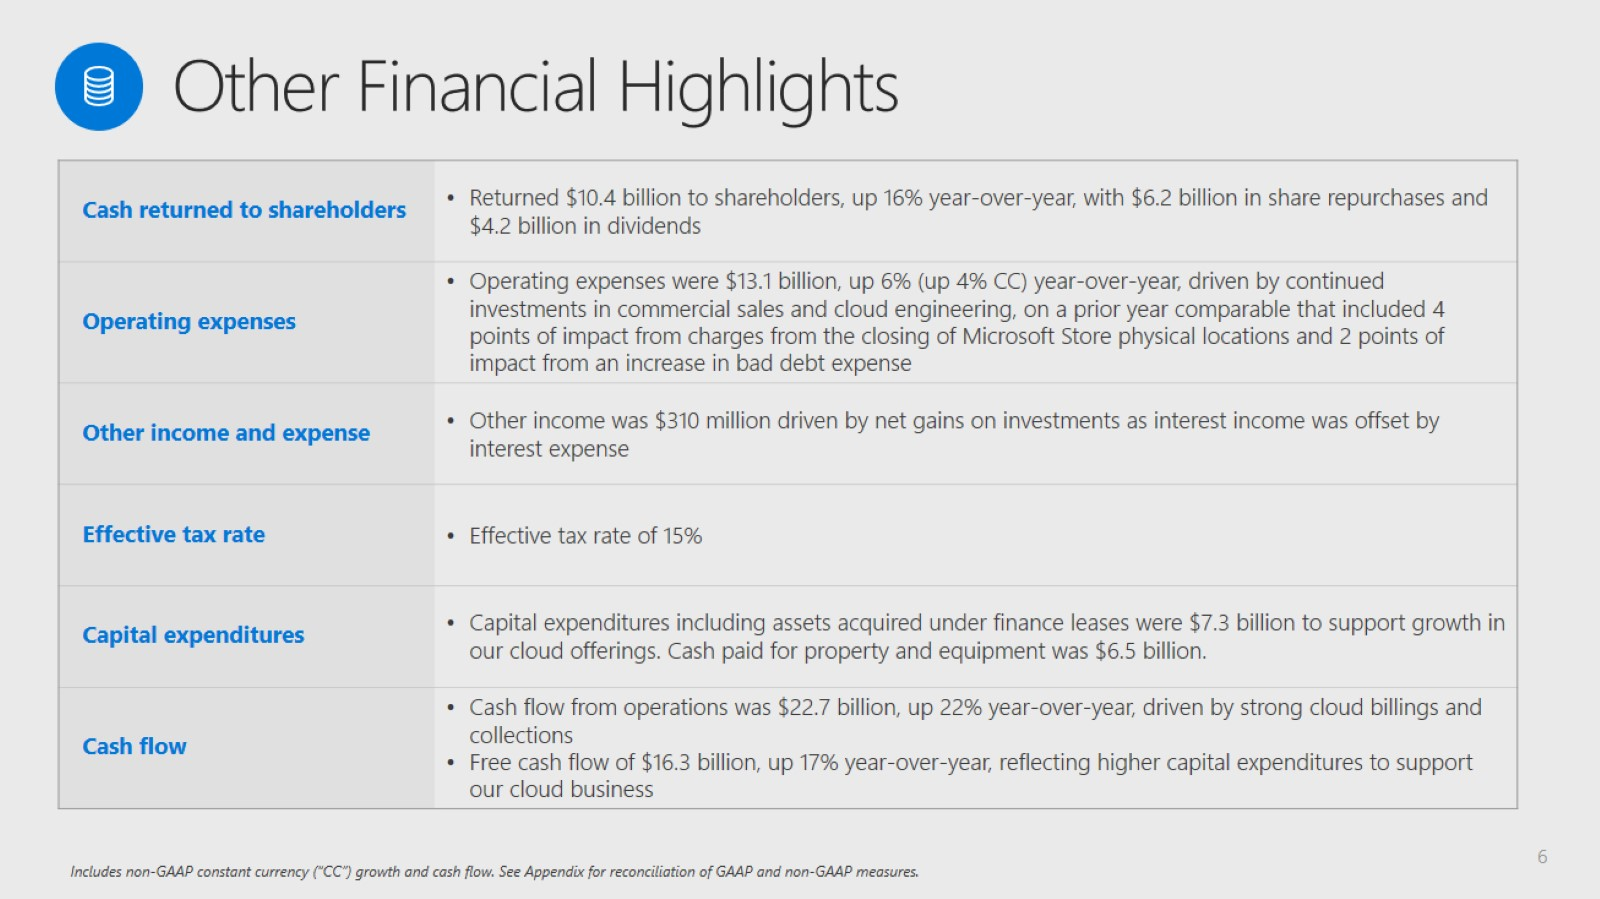 Other Financial Highlights
Cash returned to shareholders
• Returned $10.4 billion to shareholders, up 16% year-over-year, with $6.2 billion in share repurchases and
$4.2 billion in dividends
Operating expenses
• Operating expenses were $13.1 billion, up 6% (up 4% CC) year-over-year, driven by continued
investments in commercial sales and cloud engineering, on a prior year comparable that included 4
points of impact from charges from the closing of Microsoft Store physical locations and 2 points of
impact from an increase in bad debt expense
Other income and expense
• Other income was $310 million driven by net gains on investments as interest income was offset by
interest expense
Effective tax rate
• Effective tax rate of 15%
Capital expenditures
• Capital expenditures including assets acquired under finance leases were $7.3 billion to support growth in
our cloud offerings. Cash paid for property and equipment was $6.5 billion.
Cash flow
• Cash flow from operations was $22.7 billion, up 22% year-over-year, driven by strong cloud billings and
collections
• Free cash flow of $16.3 billion, up 17% year-over-year, reflecting higher capital expenditures to support
our cloud business
Includes non-GAAP constant currency ("CC") growth and cash flow. See Appendix for reconciliation of GAAP and non-GAAP measures.
6